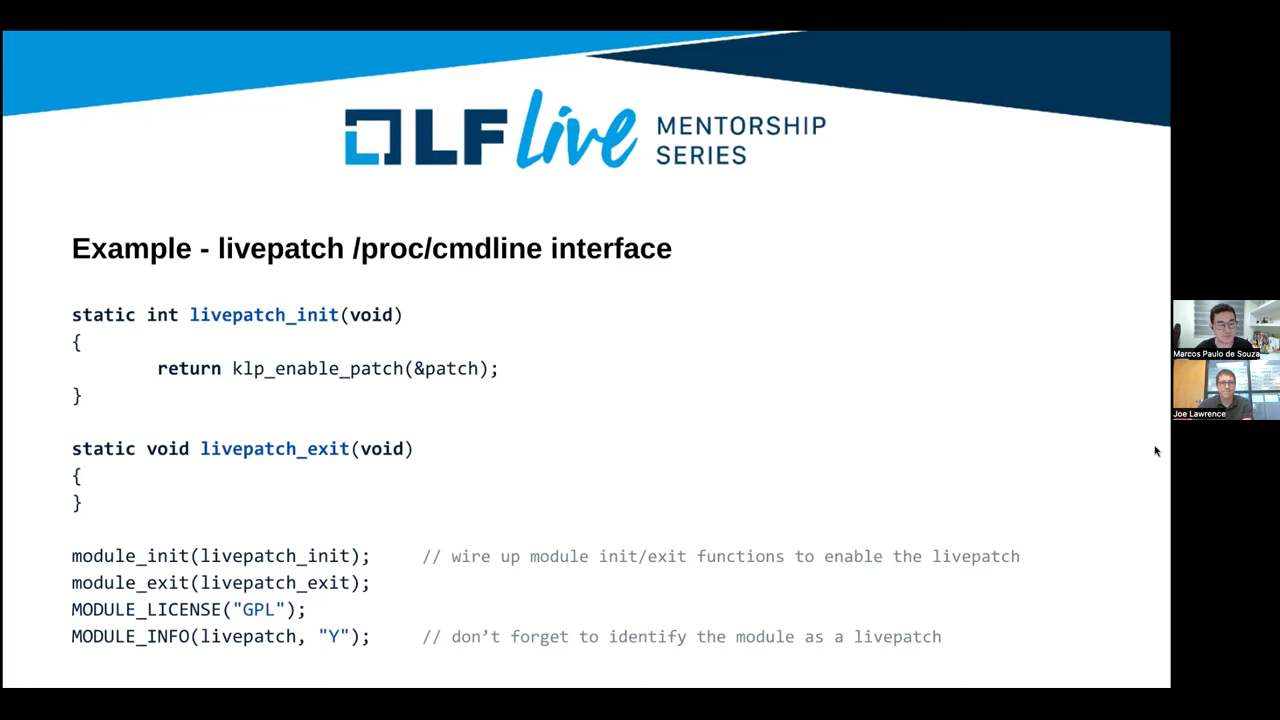 LFlive MENTORSHIP SERIES
Example - livepatch /proc/cmdline interface
static int livepatch_init(void)
{
return klp_enable_patch(&patch);
}
static void livepatch_exit(void)
{
}
module_init(livepatch_init); // wire up module init/exit functions to enable the livepatch
module_exit(livepatch_exit);
MODULE_LICENSE("GPL");
MODULE_INFO(livepatch, "Y"); // don’t forget to identify the module as a livepatch
Marcos Paulo de Souza
Joe Lawrence